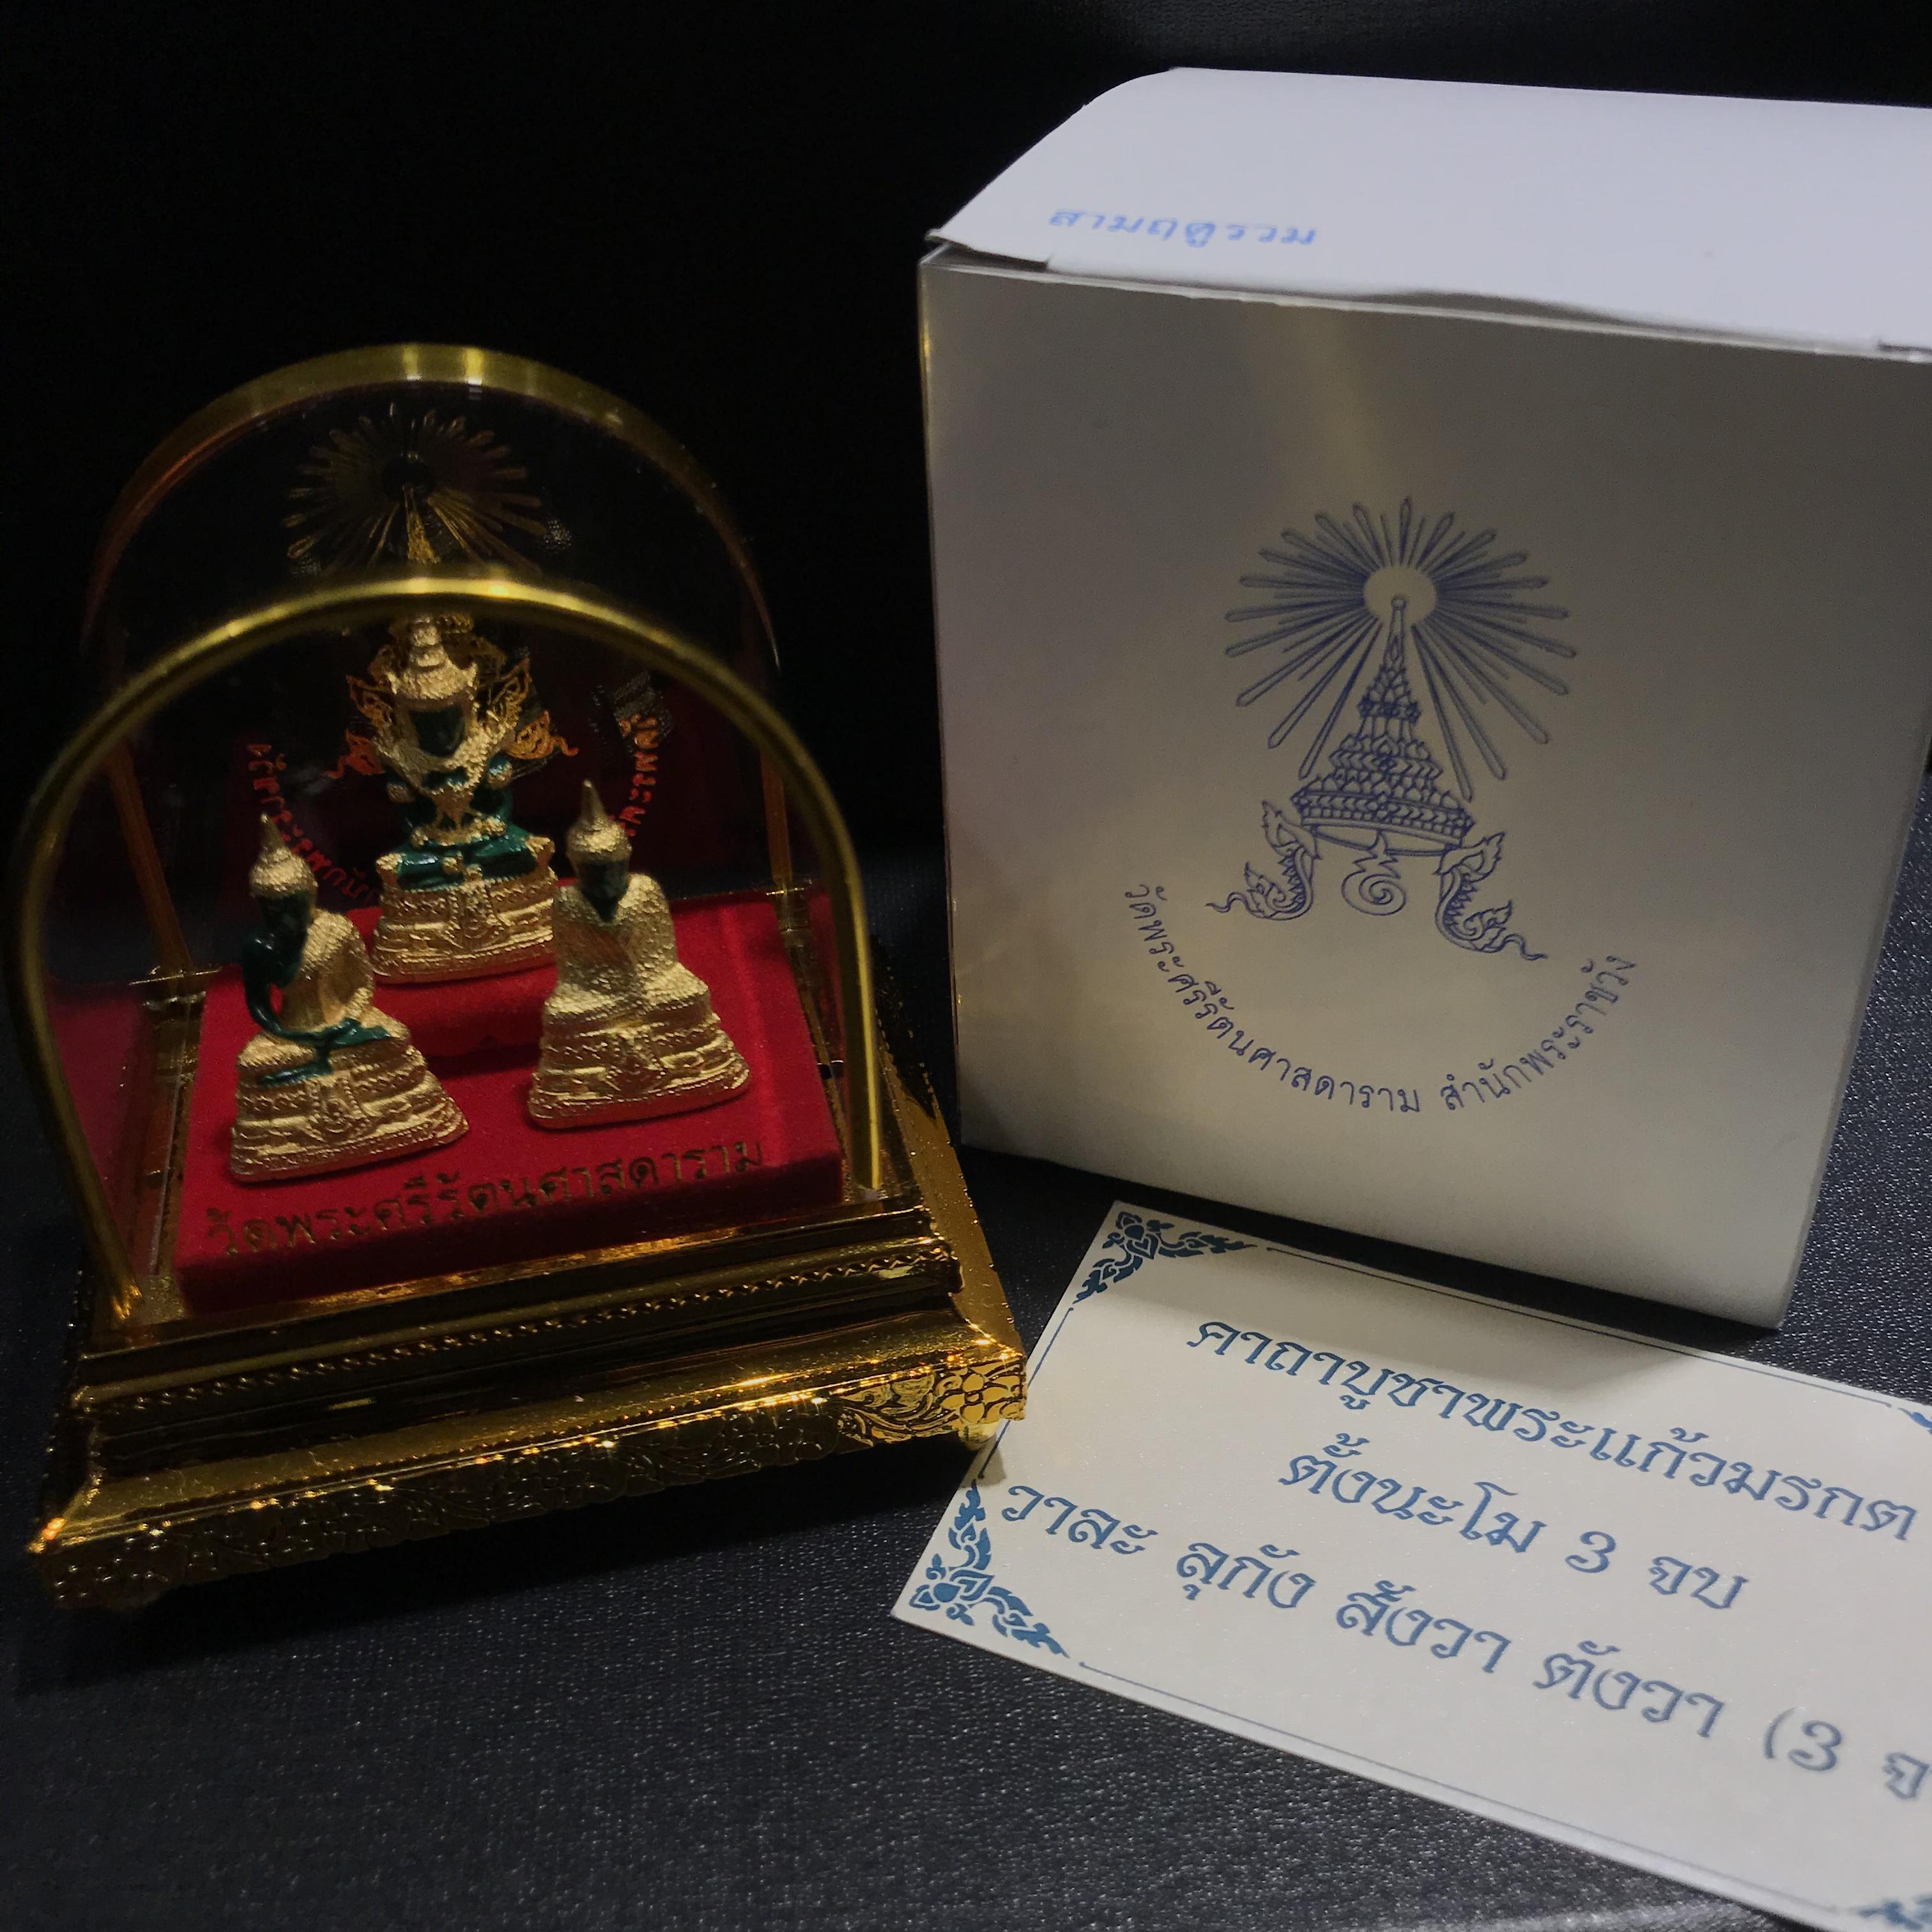 สามฤดูรวม
วัดพระศรีรัตนศาสดาราม สำนักพระราชวัง
วัดพระศรีรัตนศาสดาราม
คาถาบูชาพระแก้วมรกต
ตั้งนะโม 3 จบ
วาละ ลุกัง สังวา ตังวา (3 จ